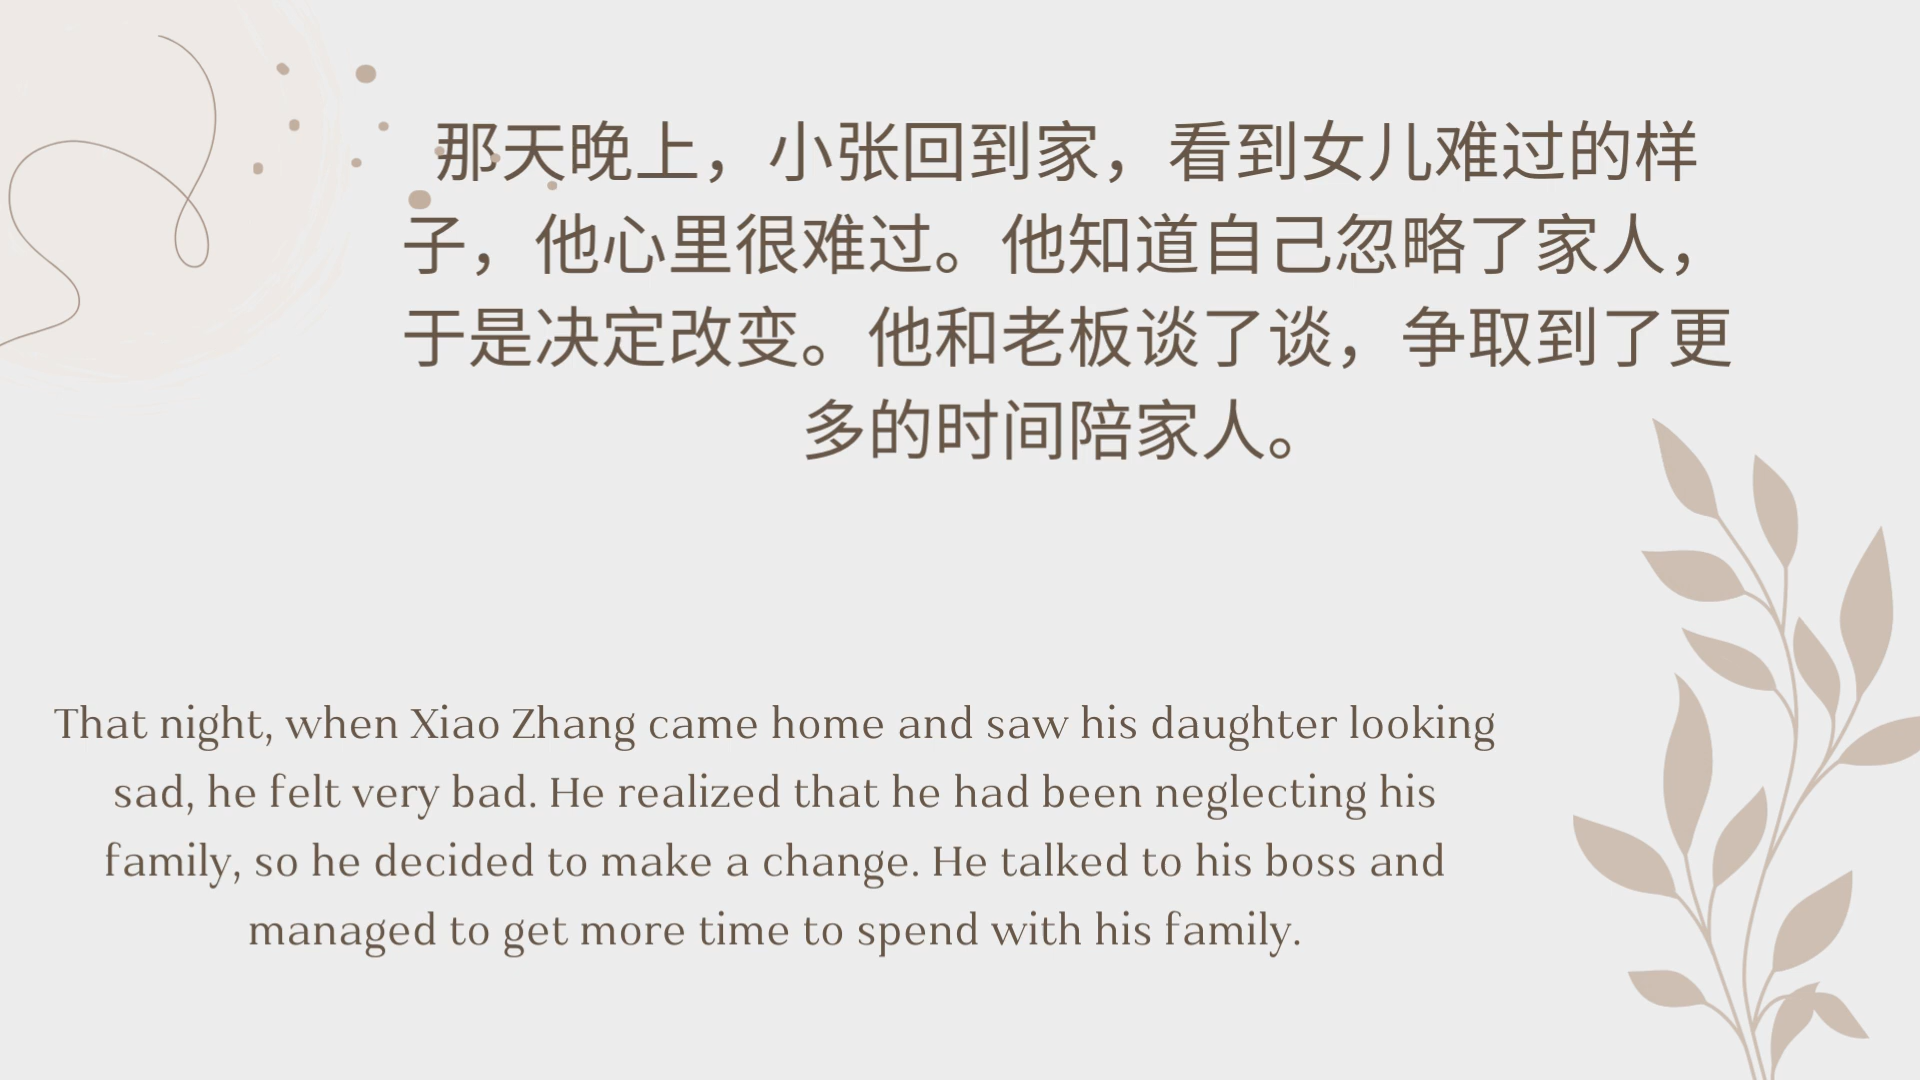 那天晚上，小张回到家，看到女儿难过的样
子，他心里很难过。他知道自己忽略了家人，
于是决定改变。他和老板谈了谈，争取到了更
多的时间陪家人。
That night, when Xiao Zhang came home and saw his daughter looking
sad, he felt very bad. He realized that he had been neglecting his
family, so he decided to make a change. He talked to his boss and
managed to get more time to spend with his family.